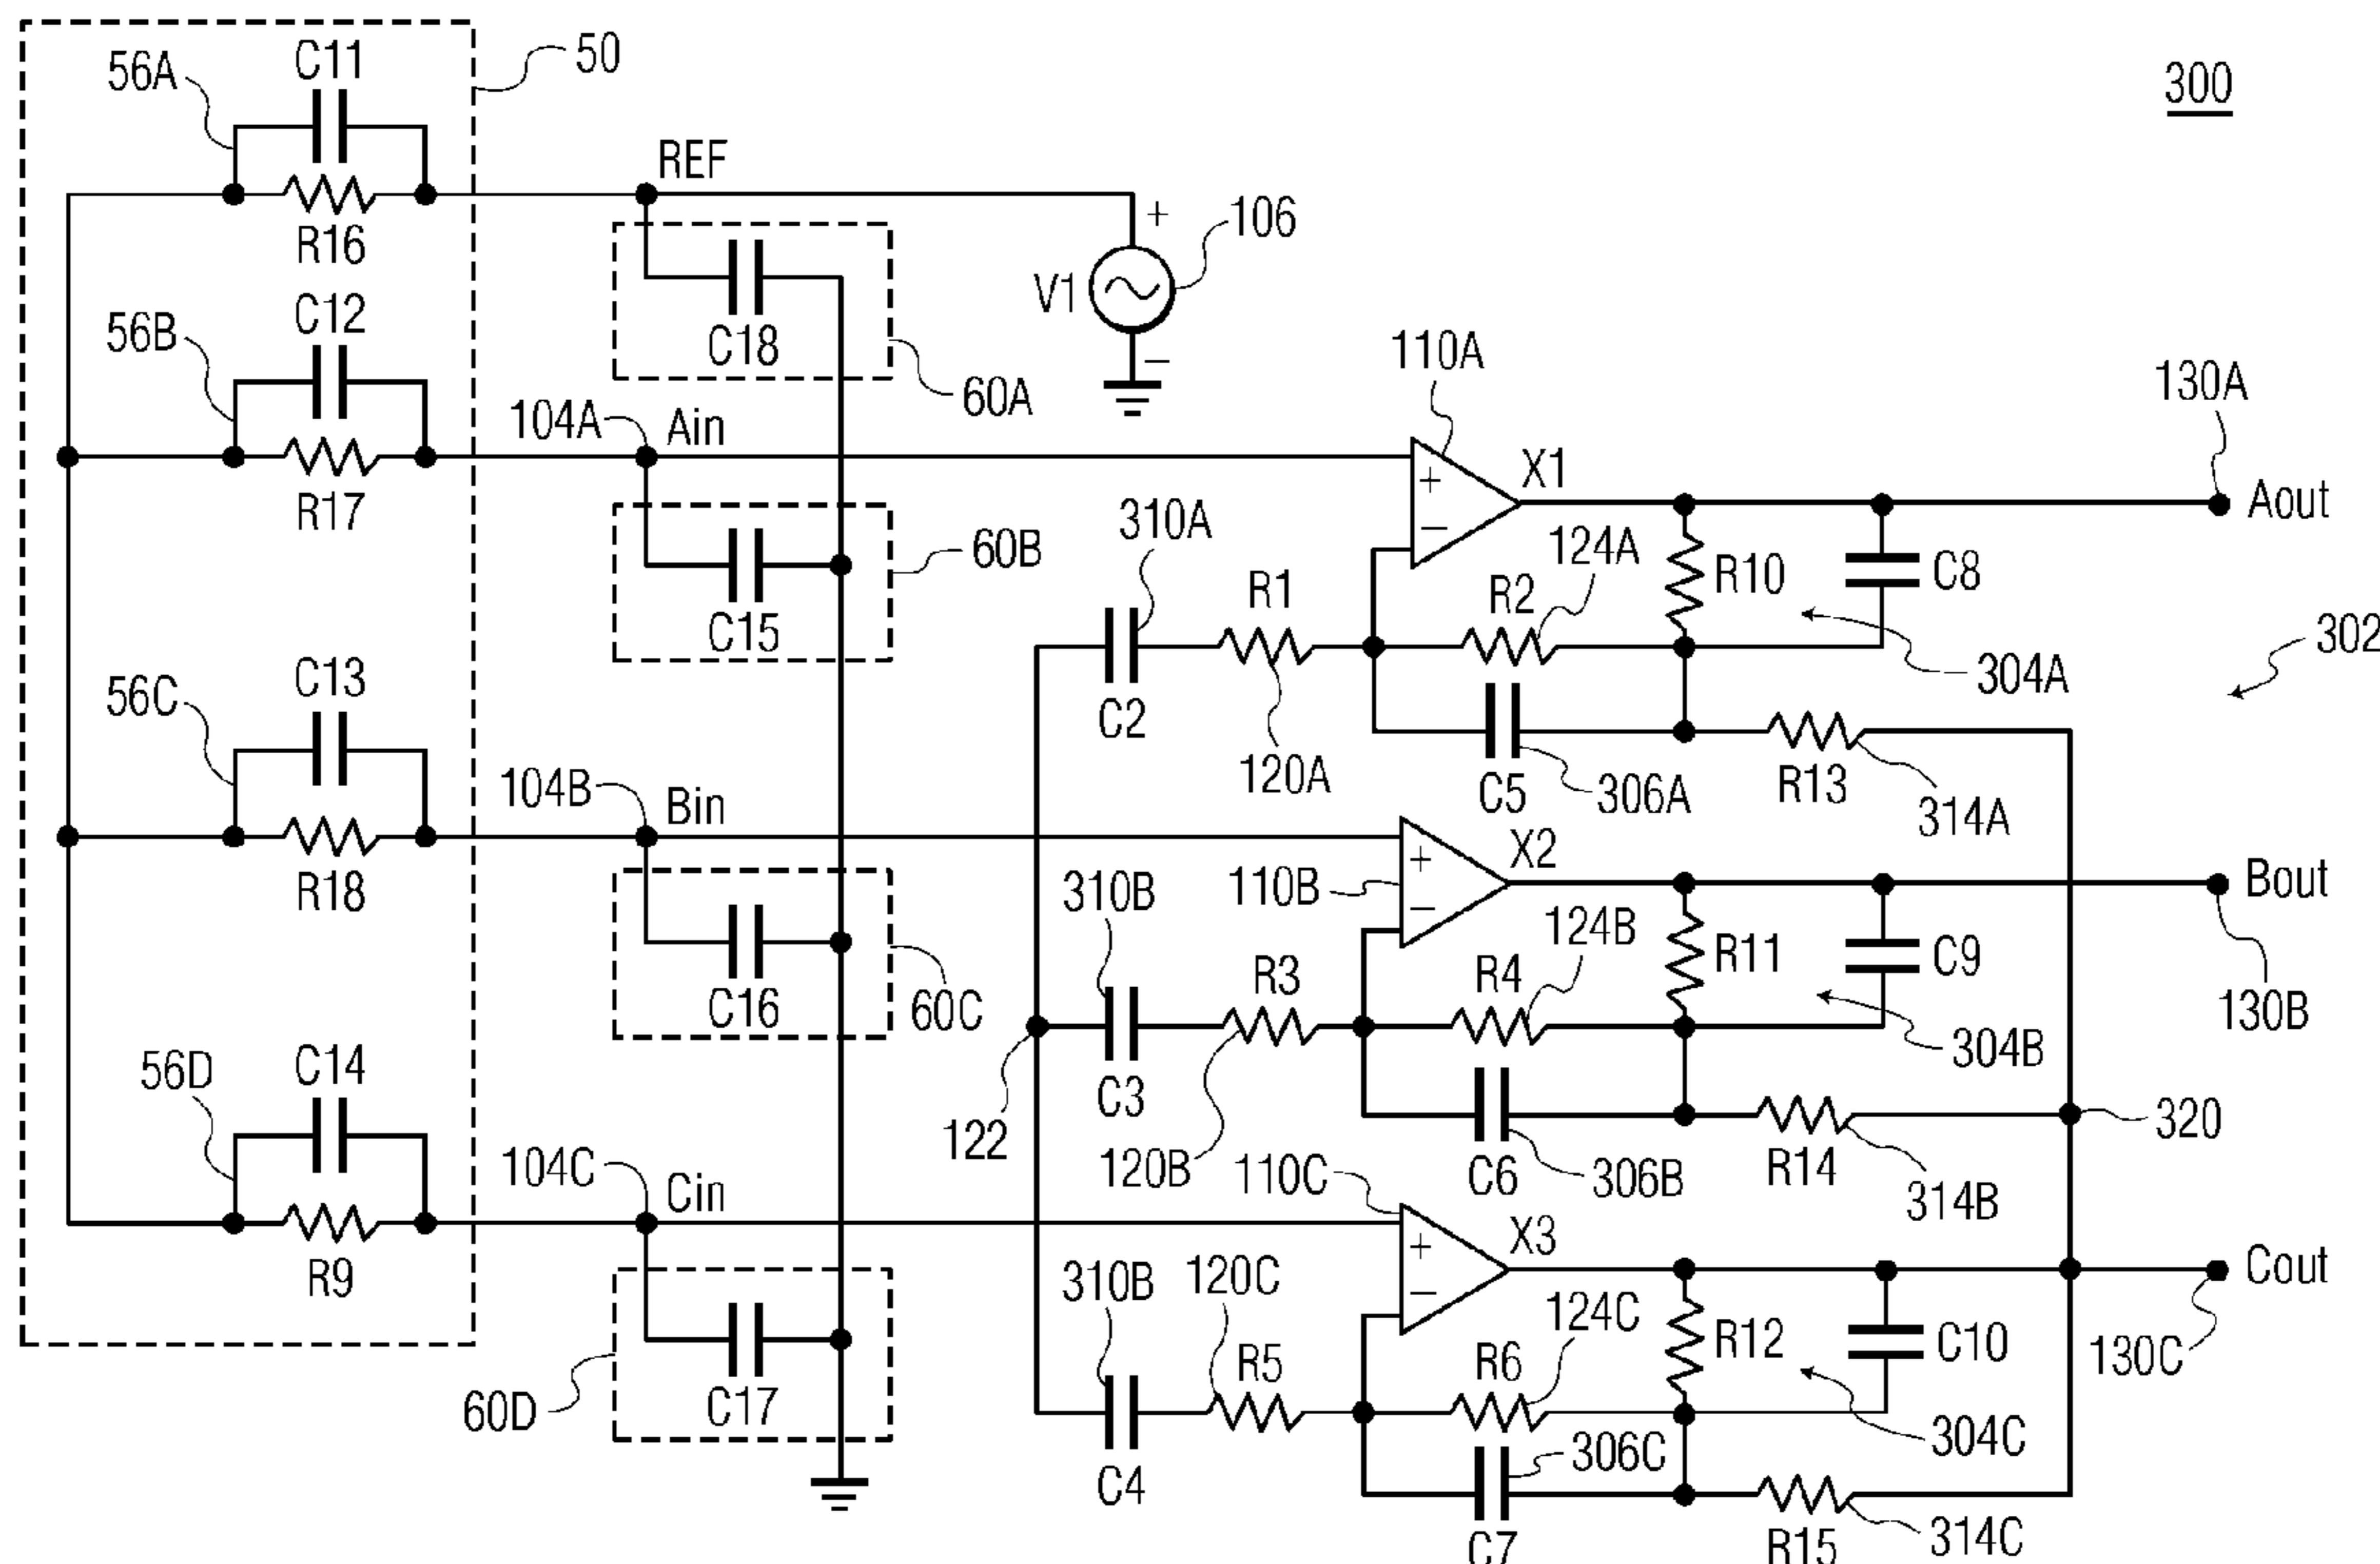 300
50
56A
C11
R16
REF
C18
60A
V1
+
−
106
56B
C12
R17
104A
Ain
C15
60B
110A
+
−
X1
130A
Aout
310A
C2
R1
120A
R2
124A
C5
306A
R10
C8
304A
302
R13
314A
56C
C13
R18
104B
Bin
C16
60C
110B
+
−
X2
Bout
130B
310B
C3
122
R3
120B
R4
124B
C6
306B
R11
C9
304B
R14
314B
320
56D
C14
R9
104C
Cin
C17
60D
110C
+
−
X3
Cout
130C
310B
C4
120C
R5
R6
124C
306C
C7
R12
C10
304C
R15
314C